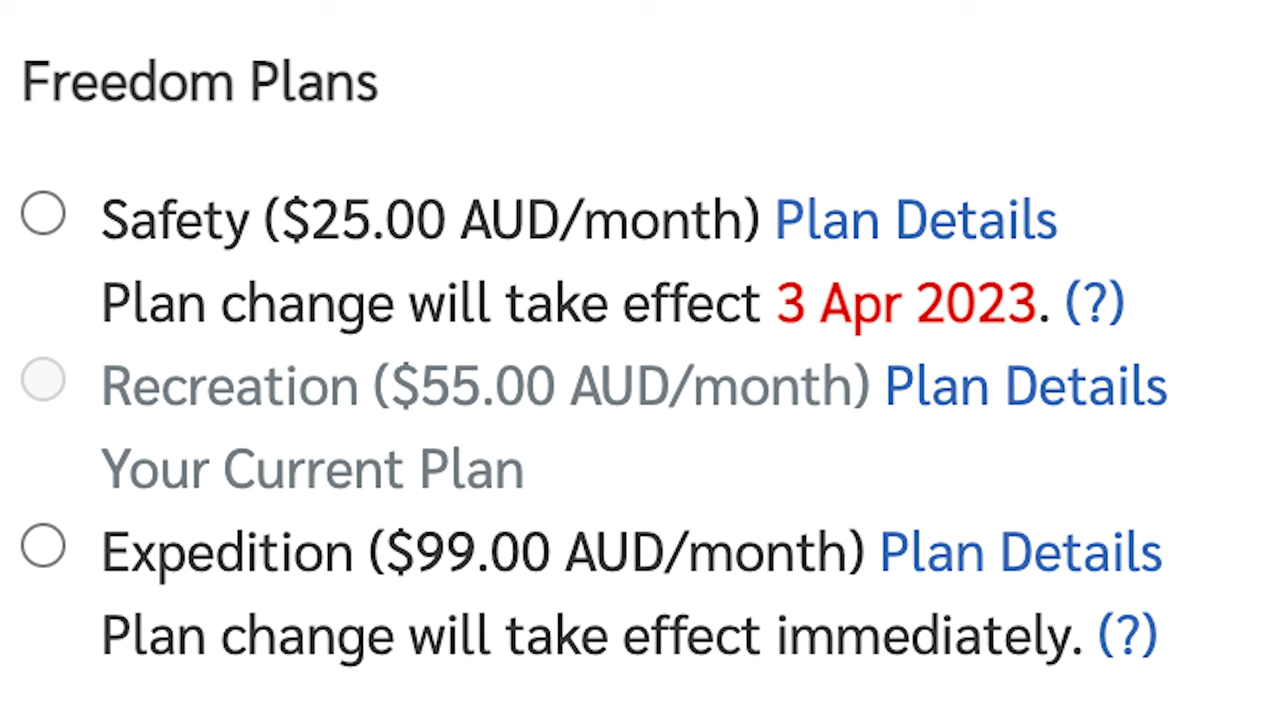 Freedom Plans
Safety ($25.00 AUD/month) Plan Details
Plan change will take effect 3 Apr 2023. (?)
Recreation ($55.00 AUD/month) Plan Details
Your Current Plan
Expedition ($99.00 AUD/month) Plan Details
Plan change will take effect immediately. (?)